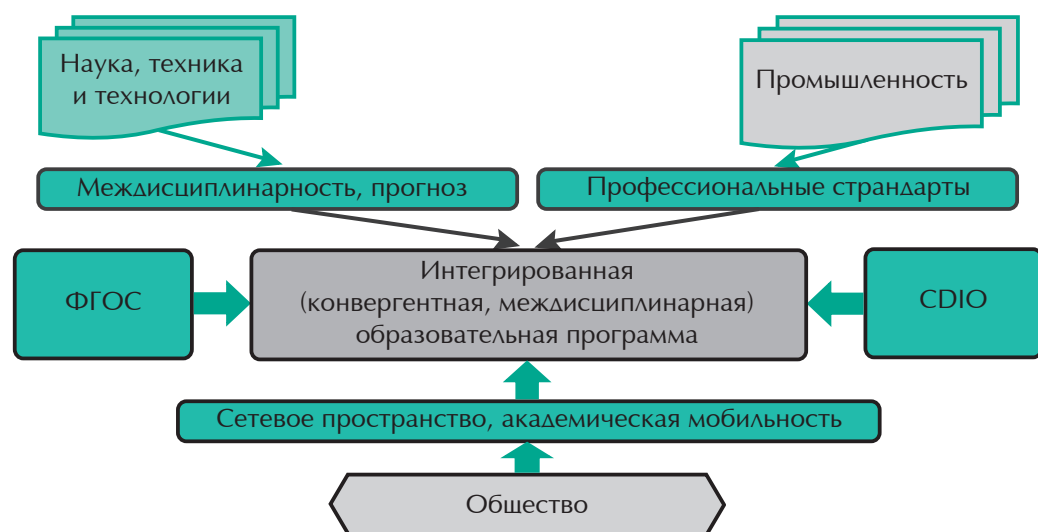 Наука, техника
и технологии
Промышленность
Междисциплинарность, прогноз
Профессиональные страндарты
ФГОС
Интегрированная
(конвергентная, междисциплинарная)
образовательная программа
CDIO
Сетевое пространство, академическая мобильность
Общество